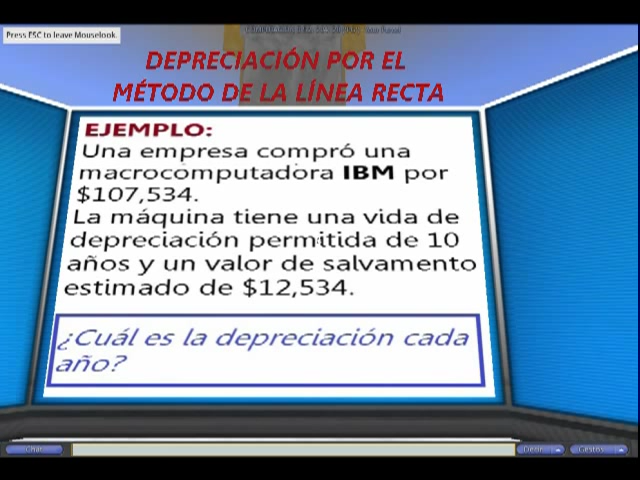 Press ESC to leave Mouselook.
DEPRECIACIÓN POR EL
MÉTODO DE LA LÍNEA RECTA
EJEMPLO:
Una empresa compró una
macrocomputadora IBM por
$107,534.
La máquina tiene una vida de
depreciación permitida de 10
años y un valor de salvamento
estimado de $12,534.
¿Cuál es la depreciación cada
año?
Chat
Gestos